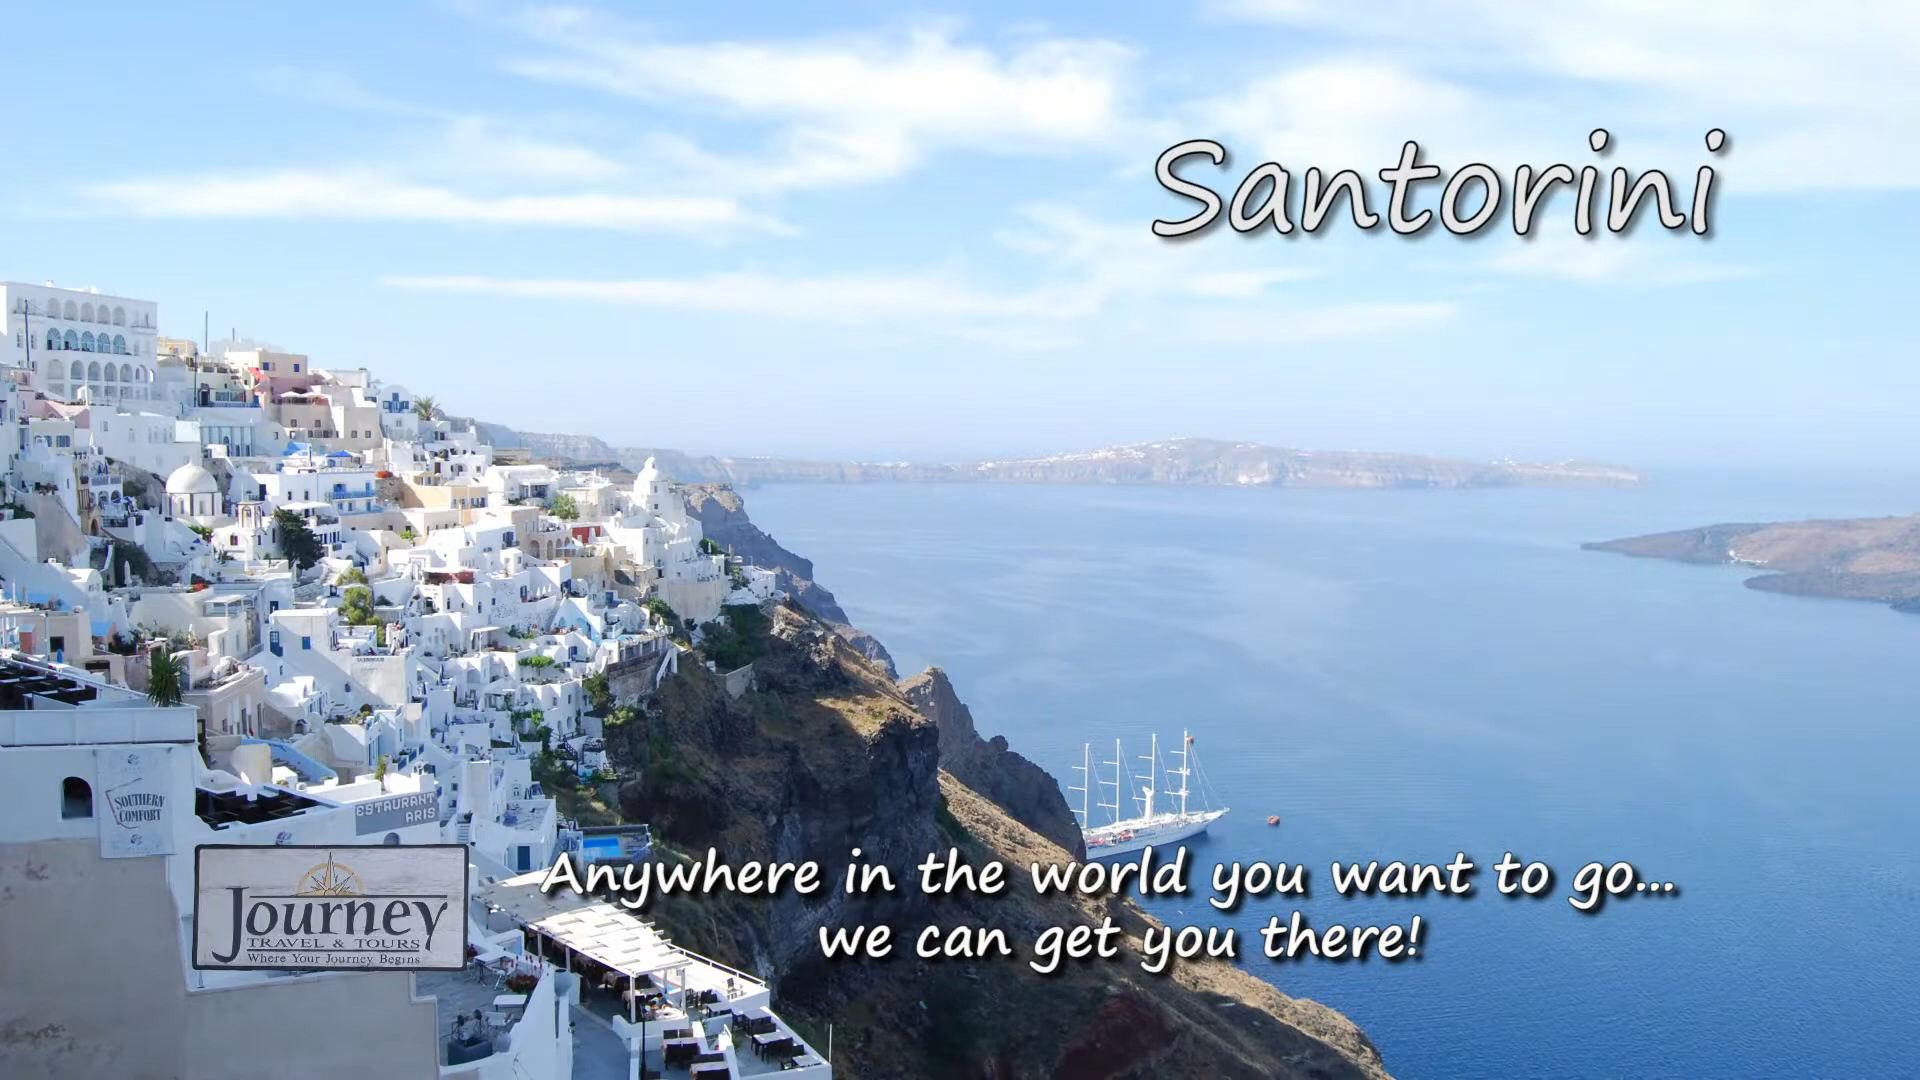 Santorini
SOUTHERN
COMFORT
ESTAURANT
ARIS
Anywhere in the world you want to go...
we can get you there!
Journey
TRAVEL & TOURS
Where Your Journey Begins